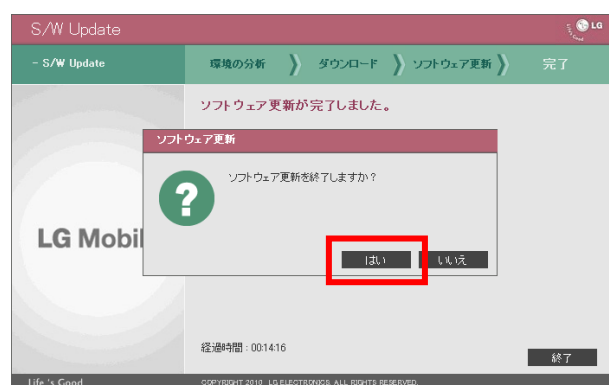 S/W Update
LG
- S/W Update
環境の分析 》 ダウンロード 》 ソフトウェア更新 》 完了
ソフトウェア更新が完了しました。
ソフトウェア更新
?
ソフトウェア更新を終了しますか？
LG Mobil
はい
いいえ
経過時間 : 00:14:16
終了
Life's Good
COPYRIGHT 2010 LG ELECTRONICS. ALL RIGHTS RESERVED.